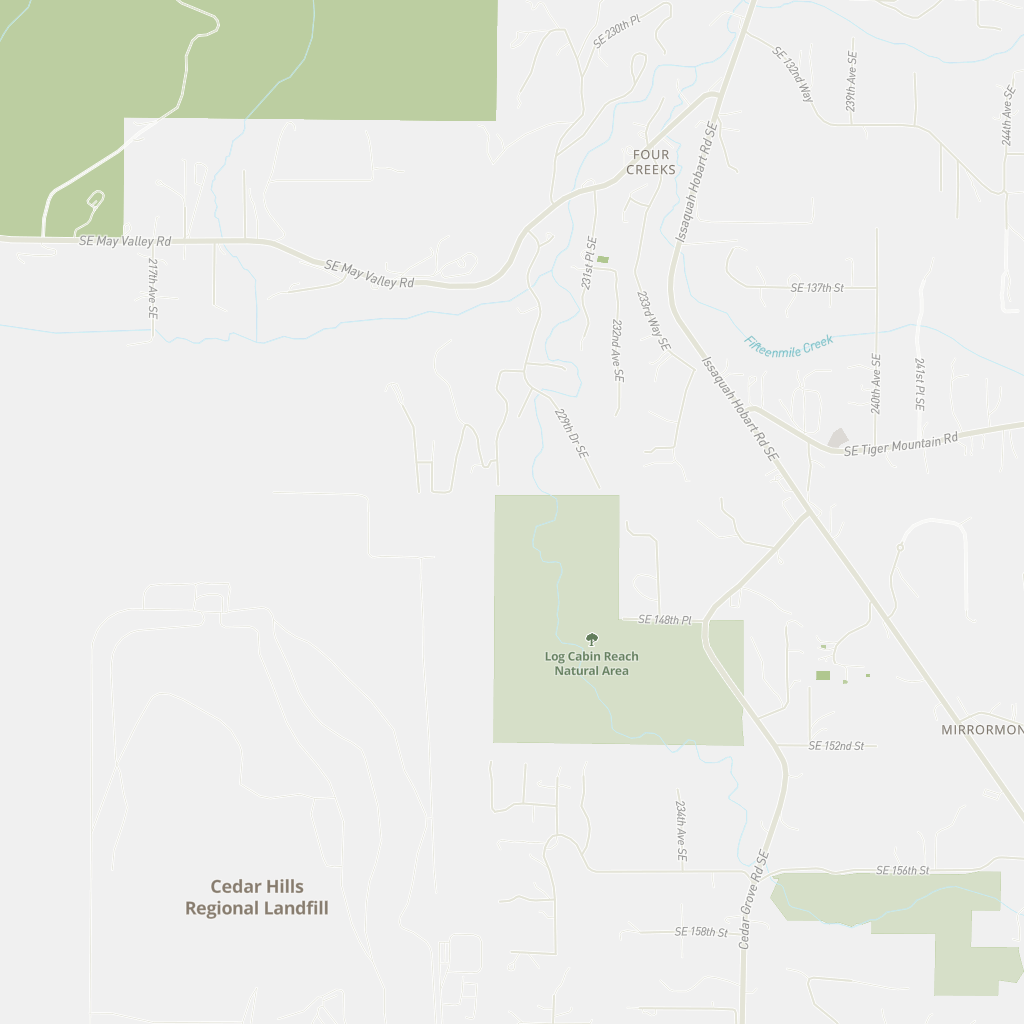 SE 230th Pl
SE 132nd Way
239th Ave SE
244th Ave SE
Issaquah Hobart Rd SE
FOUR
CREEKS
SE May Valley Rd
217th Ave SE
SE May Valley Rd
231st Pl SE
233rd Way SE
232nd Ave SE
SE 137th St
Fifteenmile Creek
Issaquah Hobart Rd SE
240th Ave SE
241st Pl SE
229th Dr SE
SE Tiger Mountain Rd
SE 148th Pl
Log Cabin Reach
Natural Area
MIRRORMON
SE 152nd St
234th Ave SE
SE 156th St
Cedar Hills
Regional Landfill
Cedar Grove Rd SE
SE 158th St